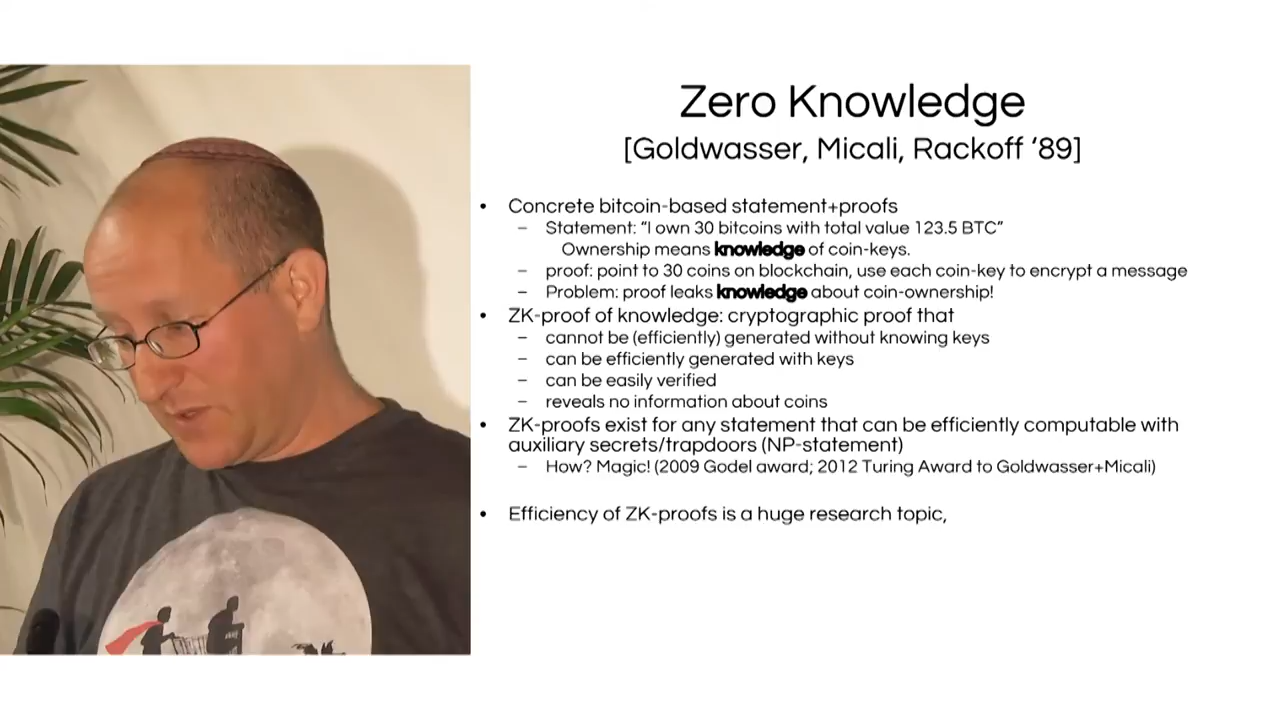 Zero Knowledge
[Goldwasser, Micali, Rackoff ‘89]
• Concrete bitcoin-based statement+proofs
– Statement: “I own 30 bitcoins with total value 123.5 BTC”
Ownership means knowledge of coin-keys.
– proof: point to 30 coins on blockchain, use each coin-key to encrypt a message
– Problem: proof leaks knowledge about coin-ownership!
• ZK-proof of knowledge: cryptographic proof that
– cannot be (efficiently) generated without knowing keys
– can be efficiently generated with keys
– can be easily verified
– reveals no information about coins
• ZK-proofs exist for any statement that can be efficiently computable with
auxiliary secrets/trapdoors (NP-statement)
– How? Magic! (2009 Godel award; 2012 Turing Award to Goldwasser+Micali)
• Efficiency of ZK-proofs is a huge research topic,